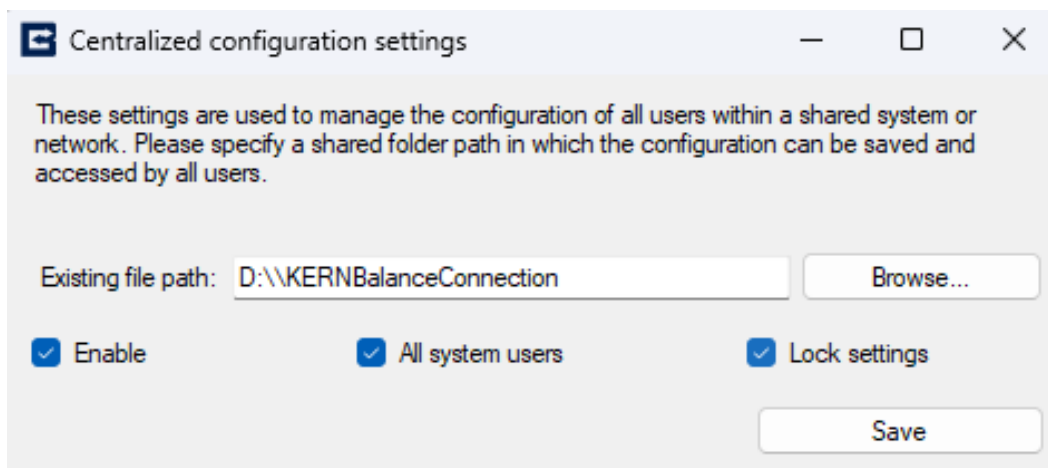 Centralized configuration settings
These settings are used to manage the configuration of all users within a shared system or
network. Please specify a shared folder path in which the configuration can be saved and
accessed by all users.
Existing file path: D:\\KERNBalanceConnection Browse...
Enable All system users Lock settings
Save